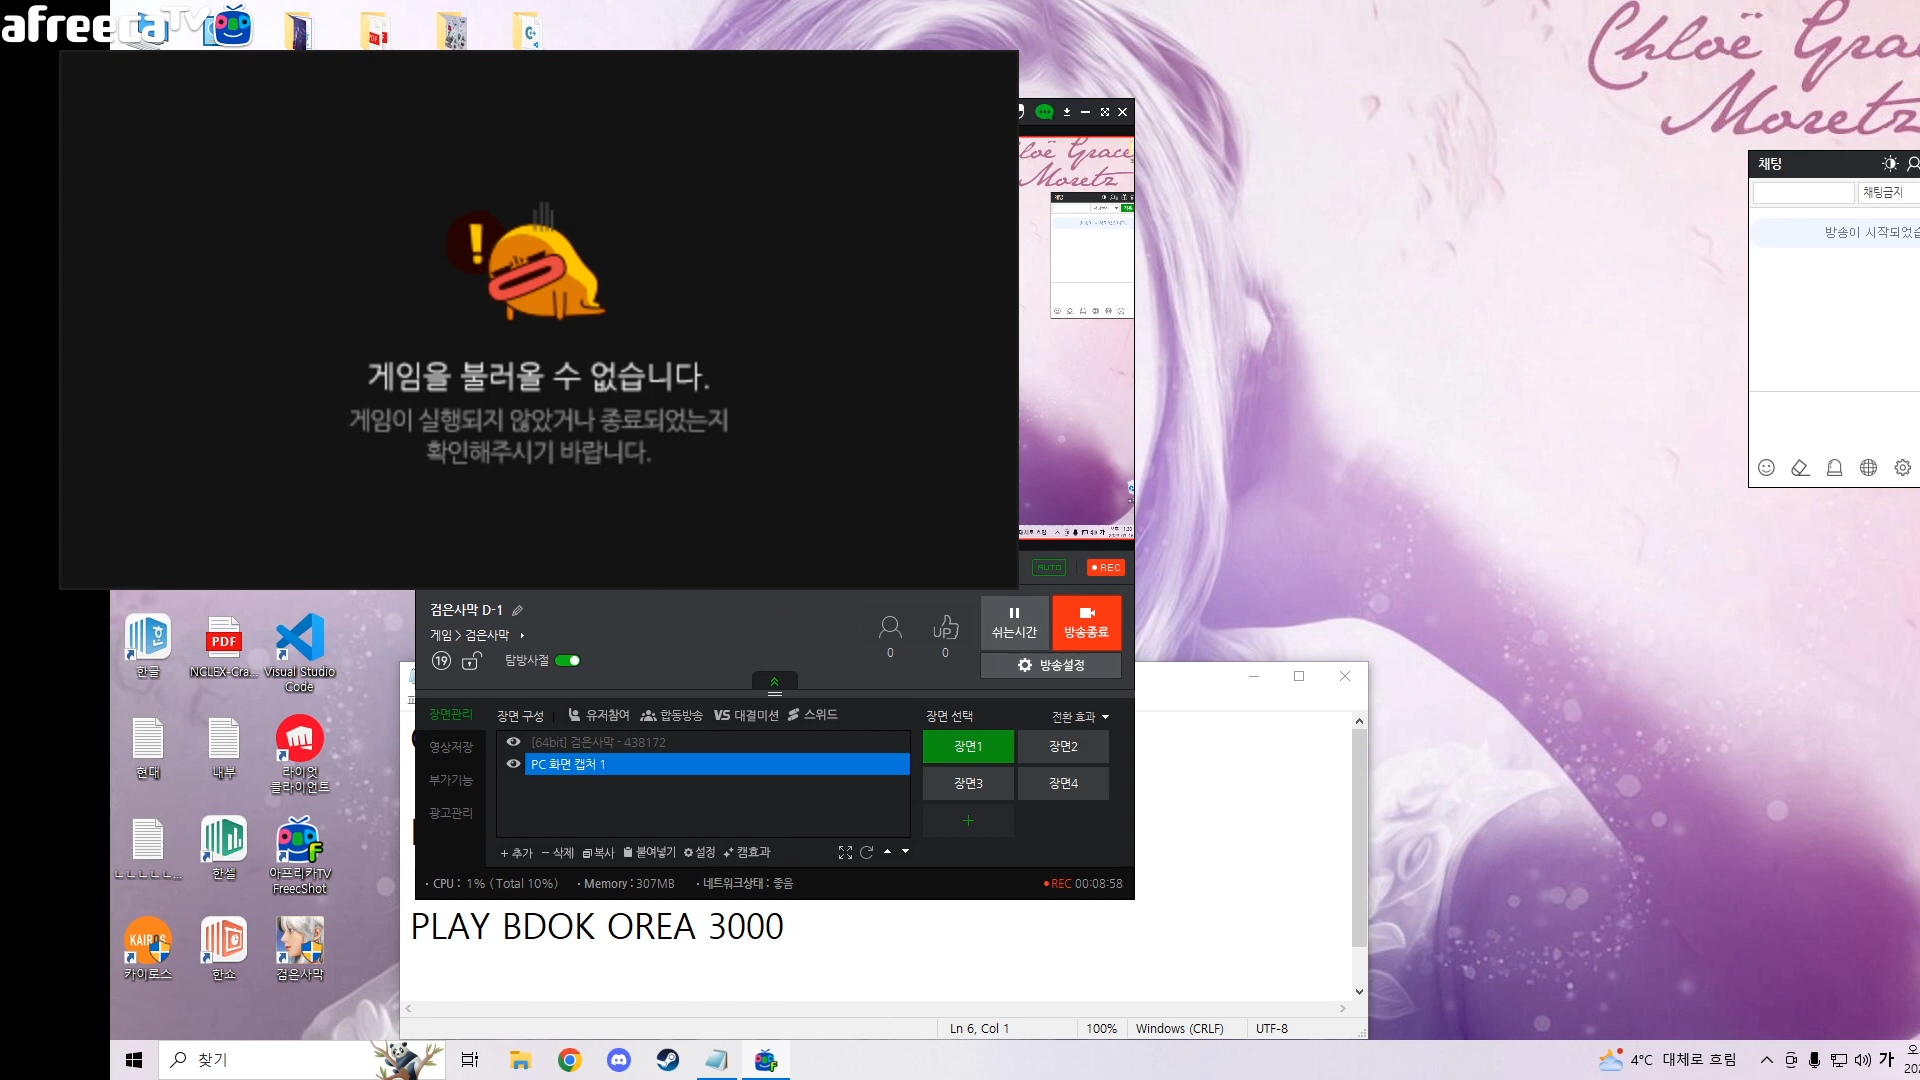 afreecaTV
Chloë Grac
Moretz
게임을 불러올 수 없습니다.
게임이 실행되지 않았거나 종료되었는지
확인해주시기 바랍니다.
loë Grace
Moretz
채팅
채팅금지
방송이 시작되었습
AUTO
REC
검은사막 D-1
게임 > 검은사막
19
탐방사절
0
UP
0
쉬는시간
방송종료
방송설정
장면관리
영상저장
부가기능
광고관리
장면 구성
유저참여
합동방송
VS 대결미션
스위드
[64bit] 검은사막 - 438172
PC 화면 캡처 1
+ 추가
− 삭제
복사
붙여넣기
설정
캠효과
장면 선택
전환 효과
장면1
장면2
장면3
장면4
+
· CPU : 1% ( Total 10%)
· Memory : 307MB
· 네트워크상태 : 좋음
REC 00:08:58
PLAY BDOK OREA 3000
Ln 6, Col 1
100%
Windows (CRLF)
UTF-8
한글
PDF
NCLEX-Cra...
Visual Studio
Code
현대
내부
라이엇
클라이언트
ㄴㄴㄴㄴㄴ...
한셀
아프리카TV
FreecShot
KAIROS
카이로스
한쇼
검은사막
찾기
4°C 대체로 흐림
가
오
202